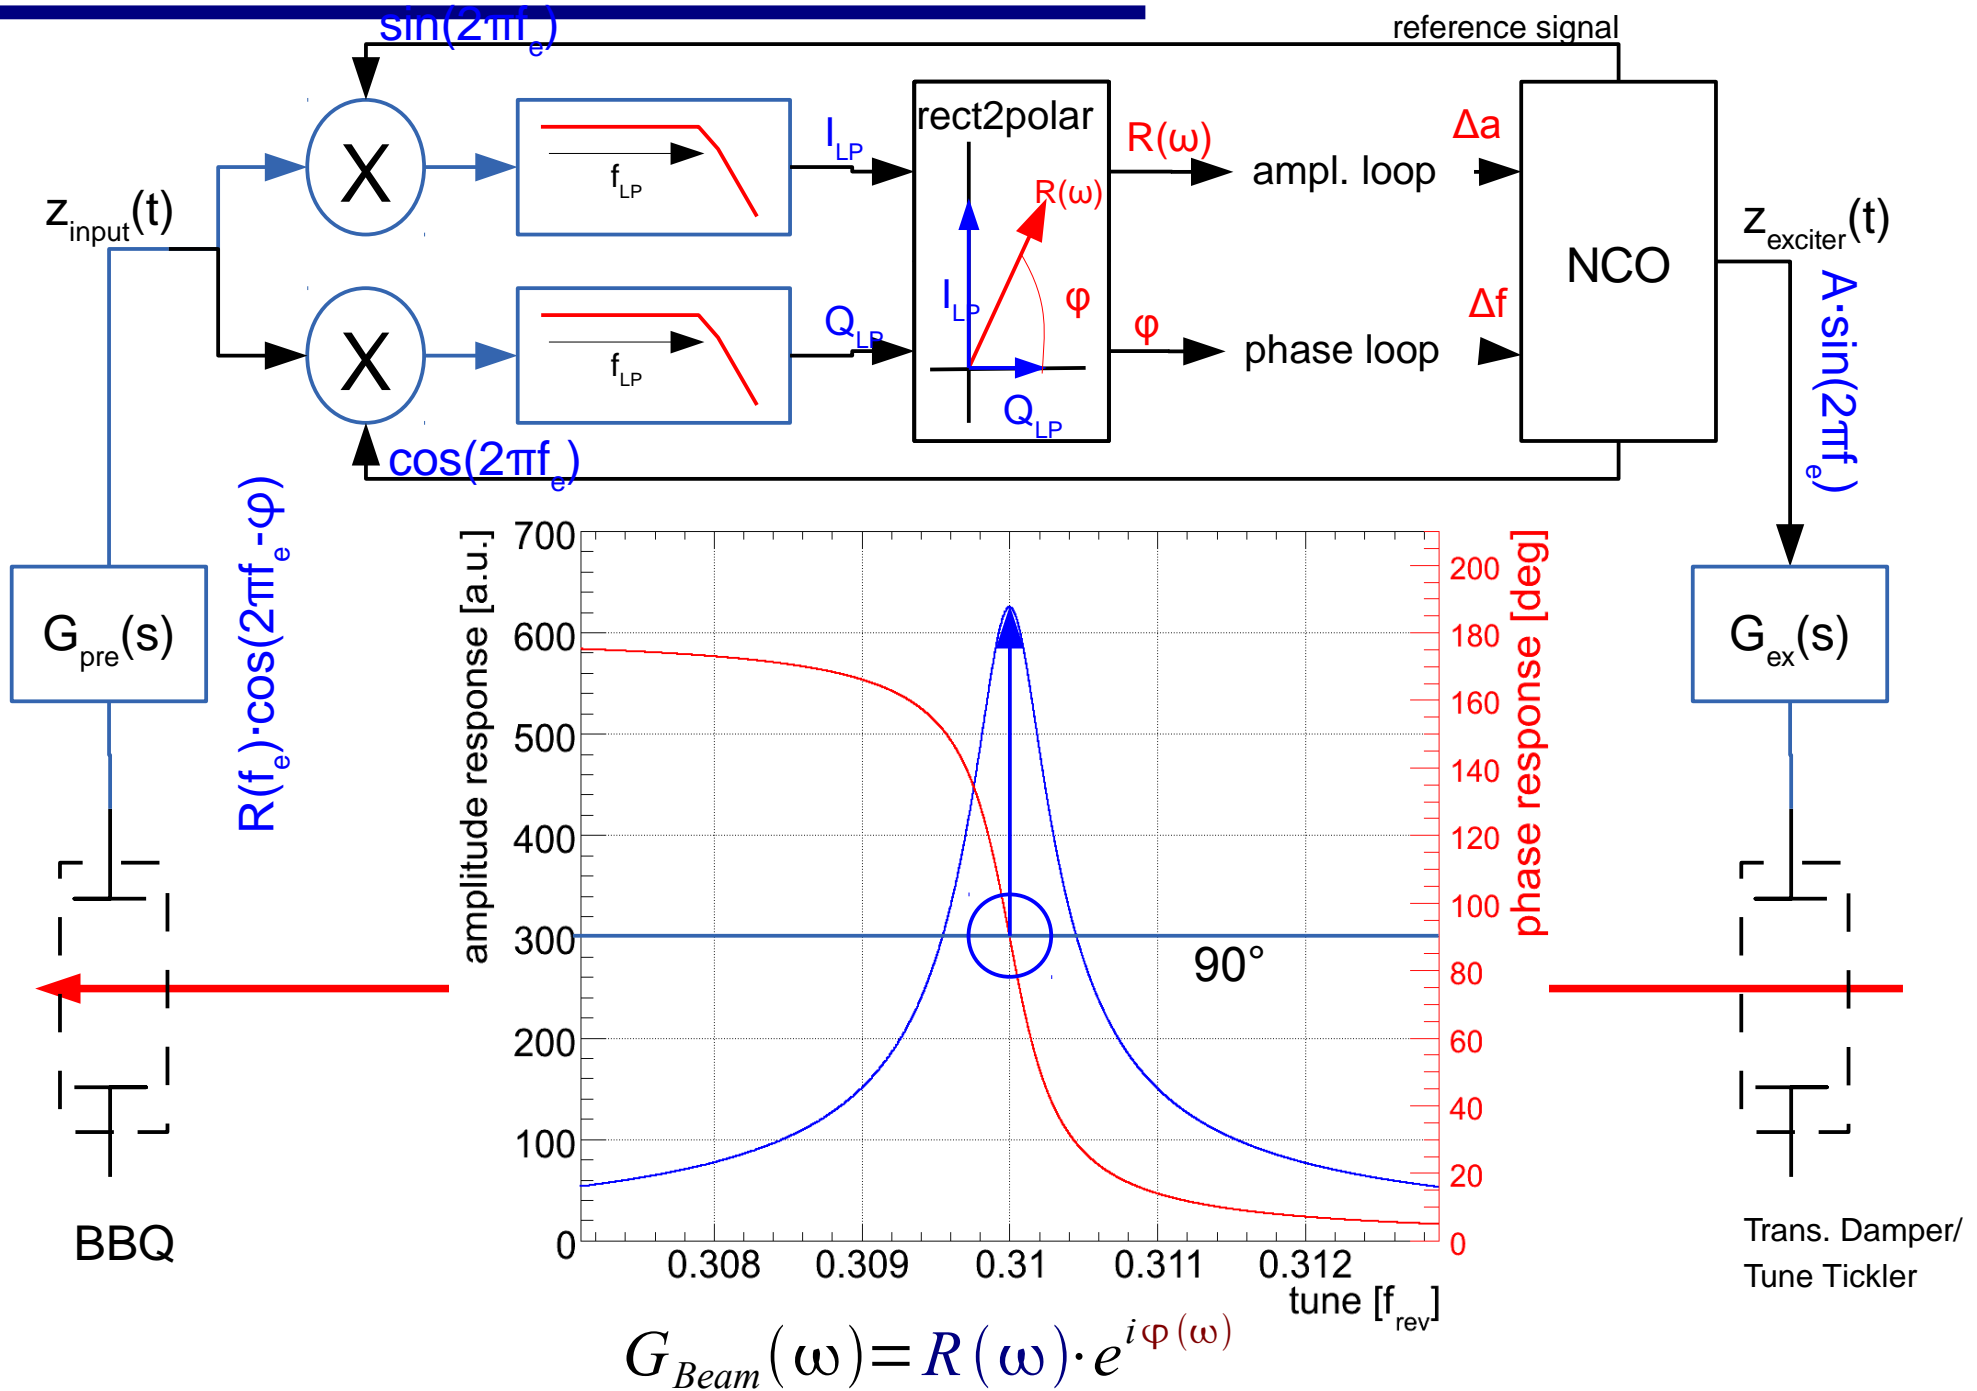 sin(2πf_e)
reference signal
X
f_LP
I_LP
rect2polar
R(ω)
I_LP
φ
Q_LP
R(ω)
ampl. loop
Δa
NCO
z_input(t)
z_exciter(t)
X
f_LP
Q_LP
φ
phase loop
Δf
cos(2πf_e)
A·sin(2πf_e)
R(f_e)·cos(2πf_e-φ)
G_pre(s)
G_ex(s)
amplitude response [a.u.]
700
600
500
400
300
200
100
0
phase response [deg]
200
180
160
140
120
100
80
60
40
20
0
90°
0.308 0.309 0.31 0.311 0.312
tune [f_rev]
BBQ
Trans. Damper/
Tune Tickler
G_Beam(ω)=R(ω)·e^{iφ(ω)}